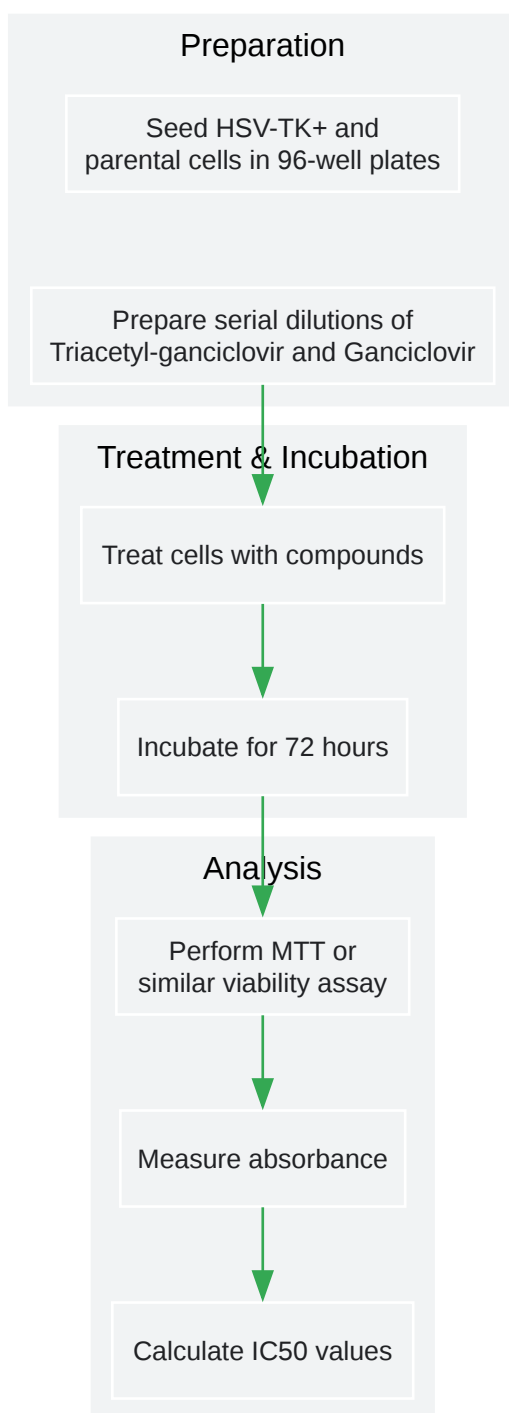 Preparation
Seed HSV-TK+ and
parental cells in 96-well plates
Prepare serial dilutions of
Triacetyl-ganciclovir and Ganciclovir
Treatment & Incubation
Treat cells with compounds
Incubate for 72 hours
Analysis
Perform MTT or
similar viability assay
Measure absorbance
Calculate IC50 values